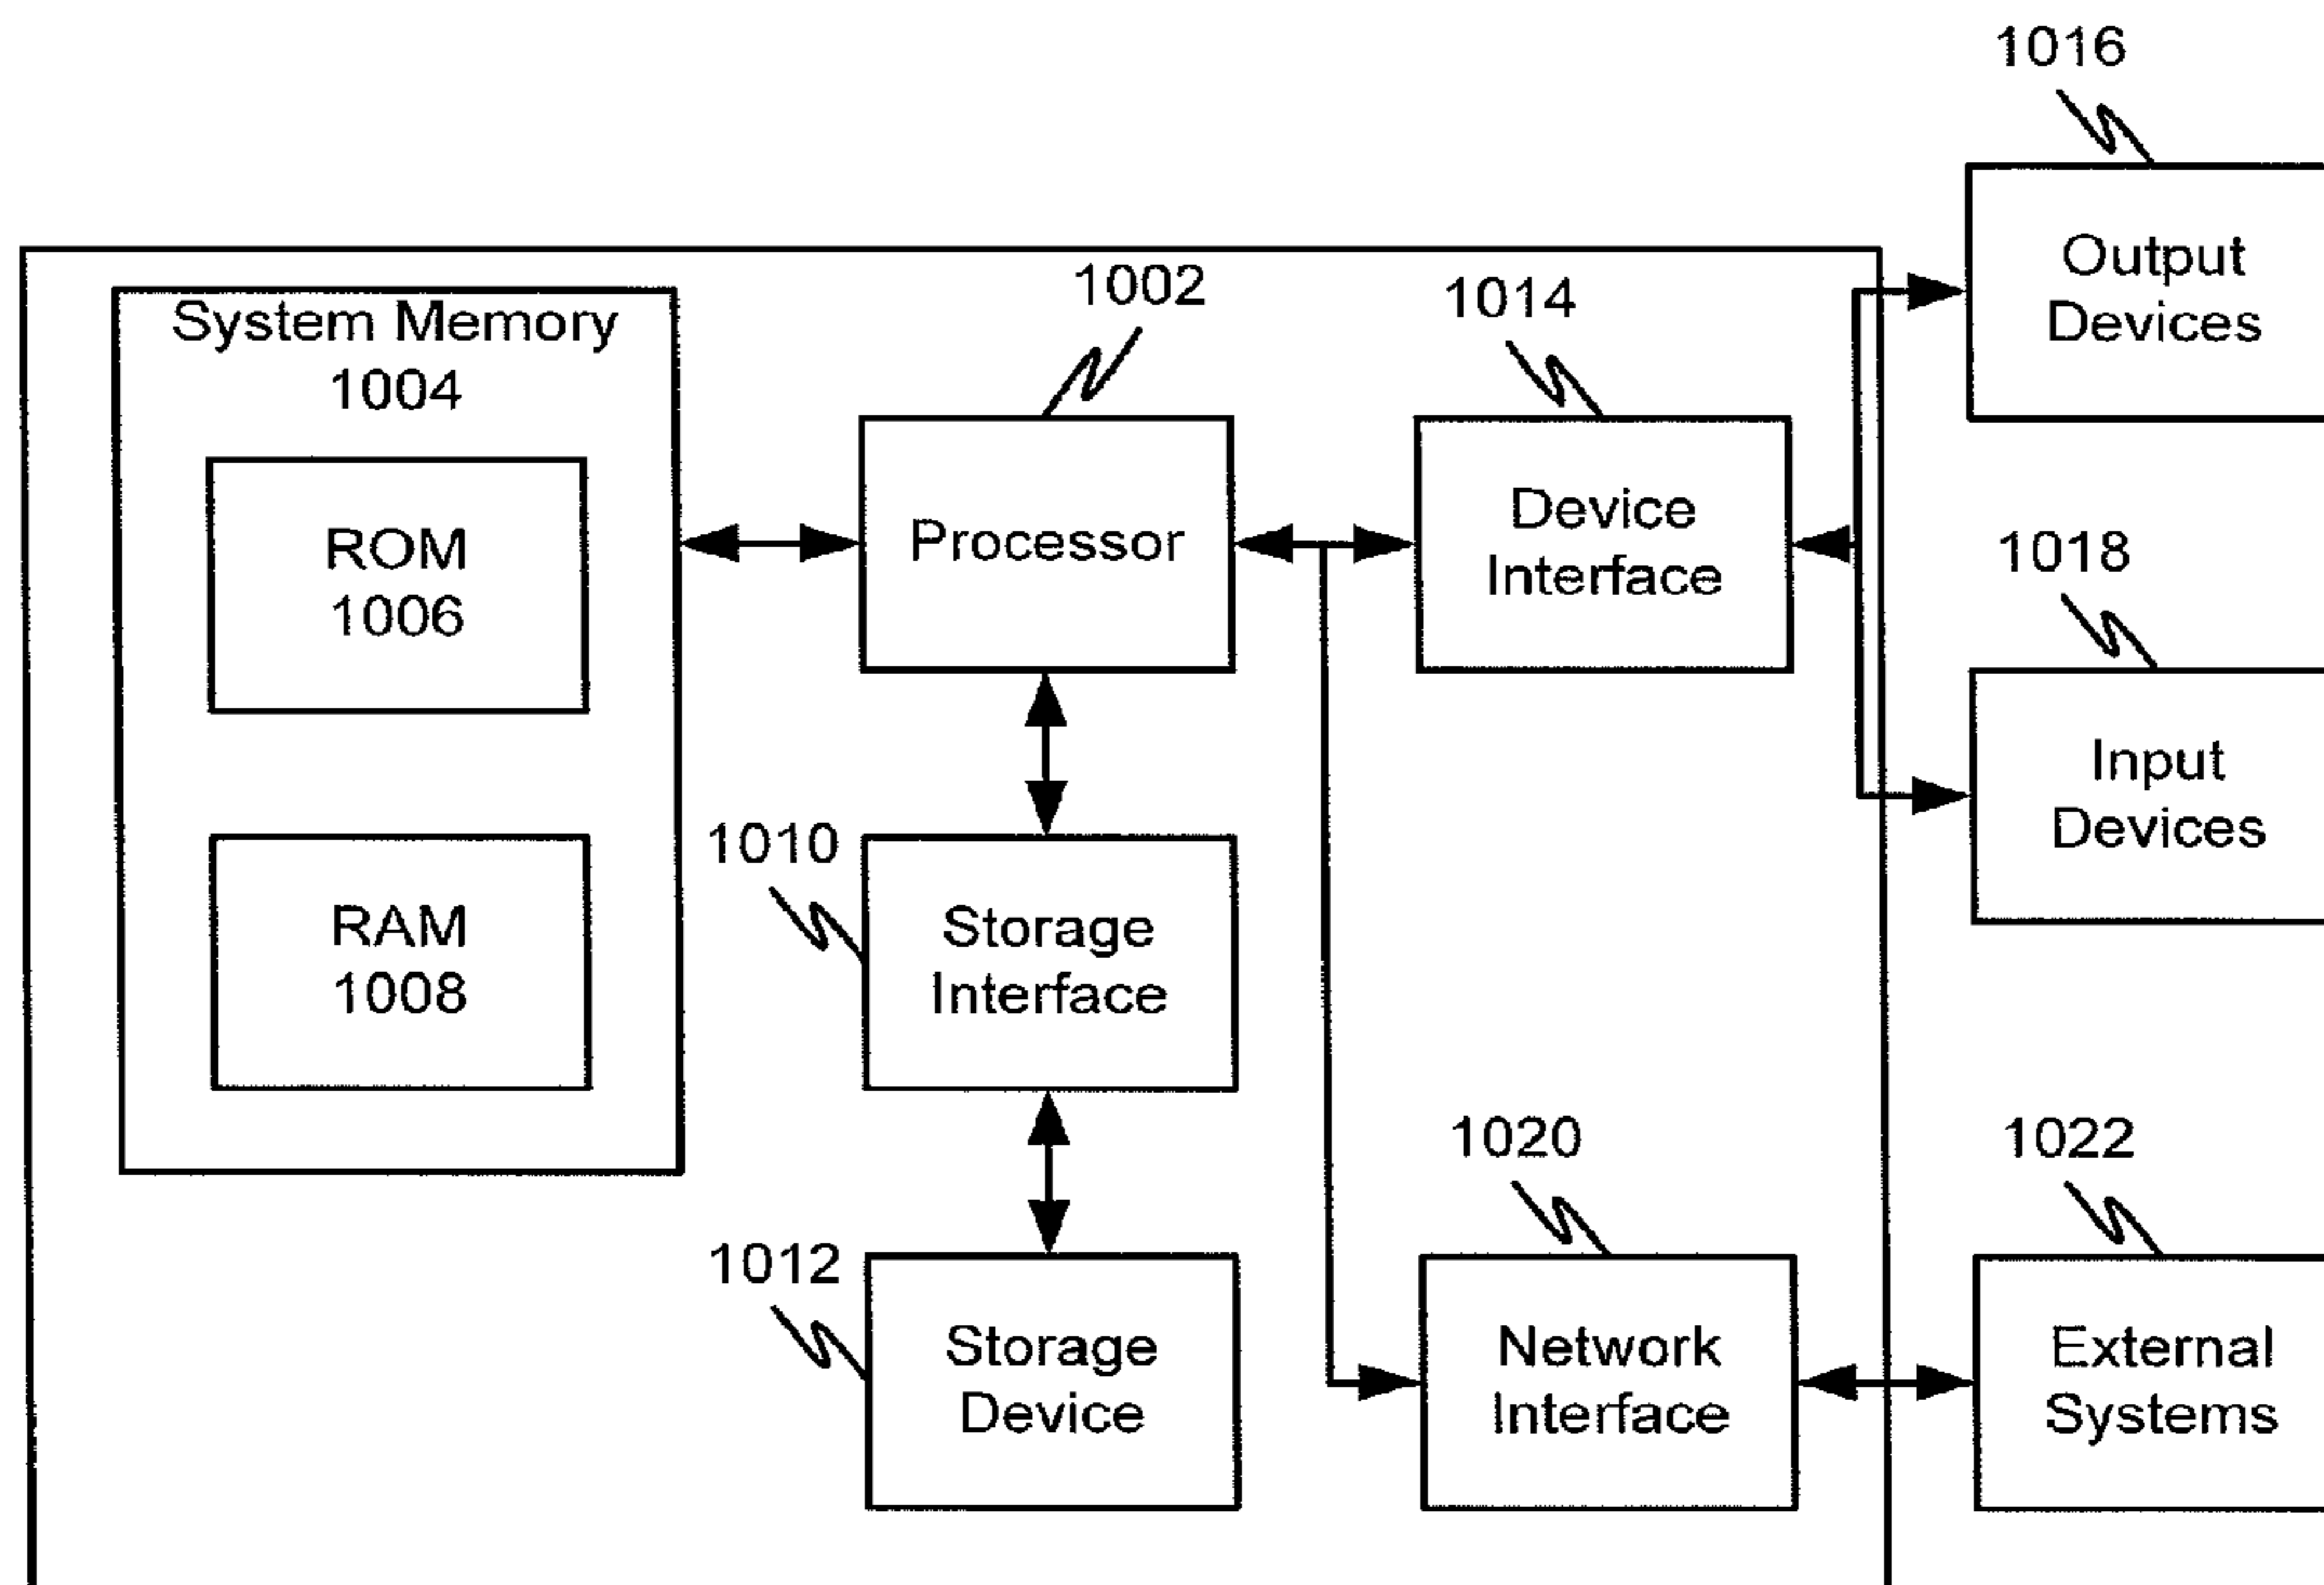 1016
Output
Devices
System Memory
1004
ROM
1006
RAM
1008
1002
Processor
1014
Device
Interface
1018
Input
Devices
1010
Storage
Interface
1012
Storage
Device
1020
Network
Interface
1022
External
Systems